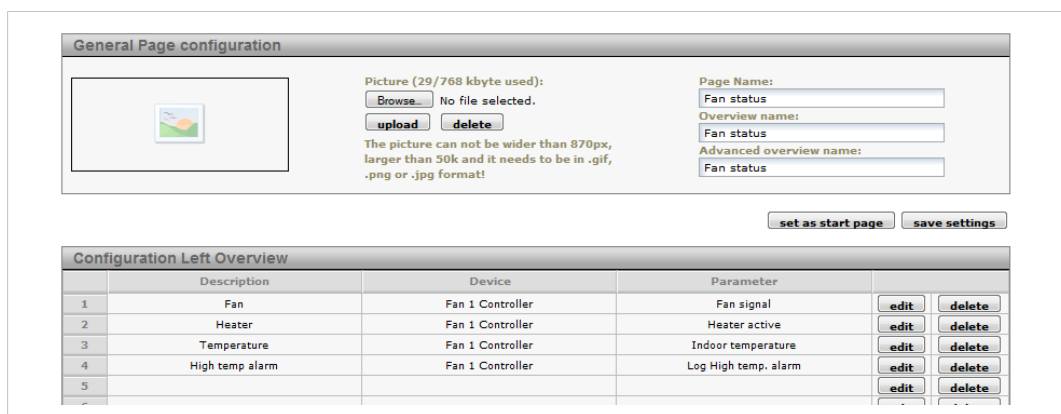 General Page configuration
Picture (29/768 kbyte used):
Browse... No file selected.
upload delete
The picture can not be wider than 870px,
larger than 50k and it needs to be in .gif,
.png or .jpg format!
Page Name:
Fan status
Overview name:
Fan status
Advanced overview name:
Fan status
set as start page save settings
Configuration Left Overview
Description Device Parameter
1 Fan Fan 1 Controller Fan signal edit delete
2 Heater Fan 1 Controller Heater active edit delete
3 Temperature Fan 1 Controller Indoor temperature edit delete
4 High temp alarm Fan 1 Controller Log High temp. alarm edit delete
5 edit delete